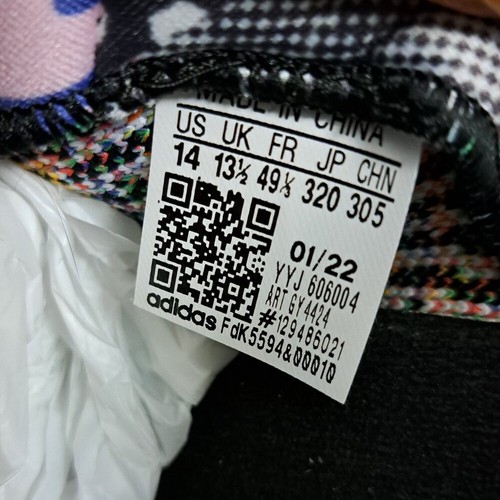 MADE IN CHINA
US UK FR JP CHN
14 13½ 49⅓ 320 305
01/22
YYJ 606004
ART GY4424
#129486021
adidas FdK5594&00010